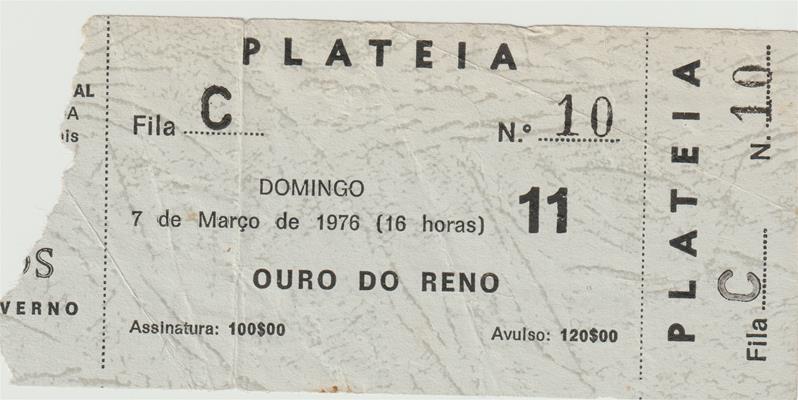 AL
A
is
OS
VERNO
PLATEIA
Fila C
N.º 10
DOMINGO
7 de Março de 1976 (16 horas)
11
OURO DO RENO
Assinatura: 100$00
Avulso: 120$00
PLATEIA
Fila C
N.º 10